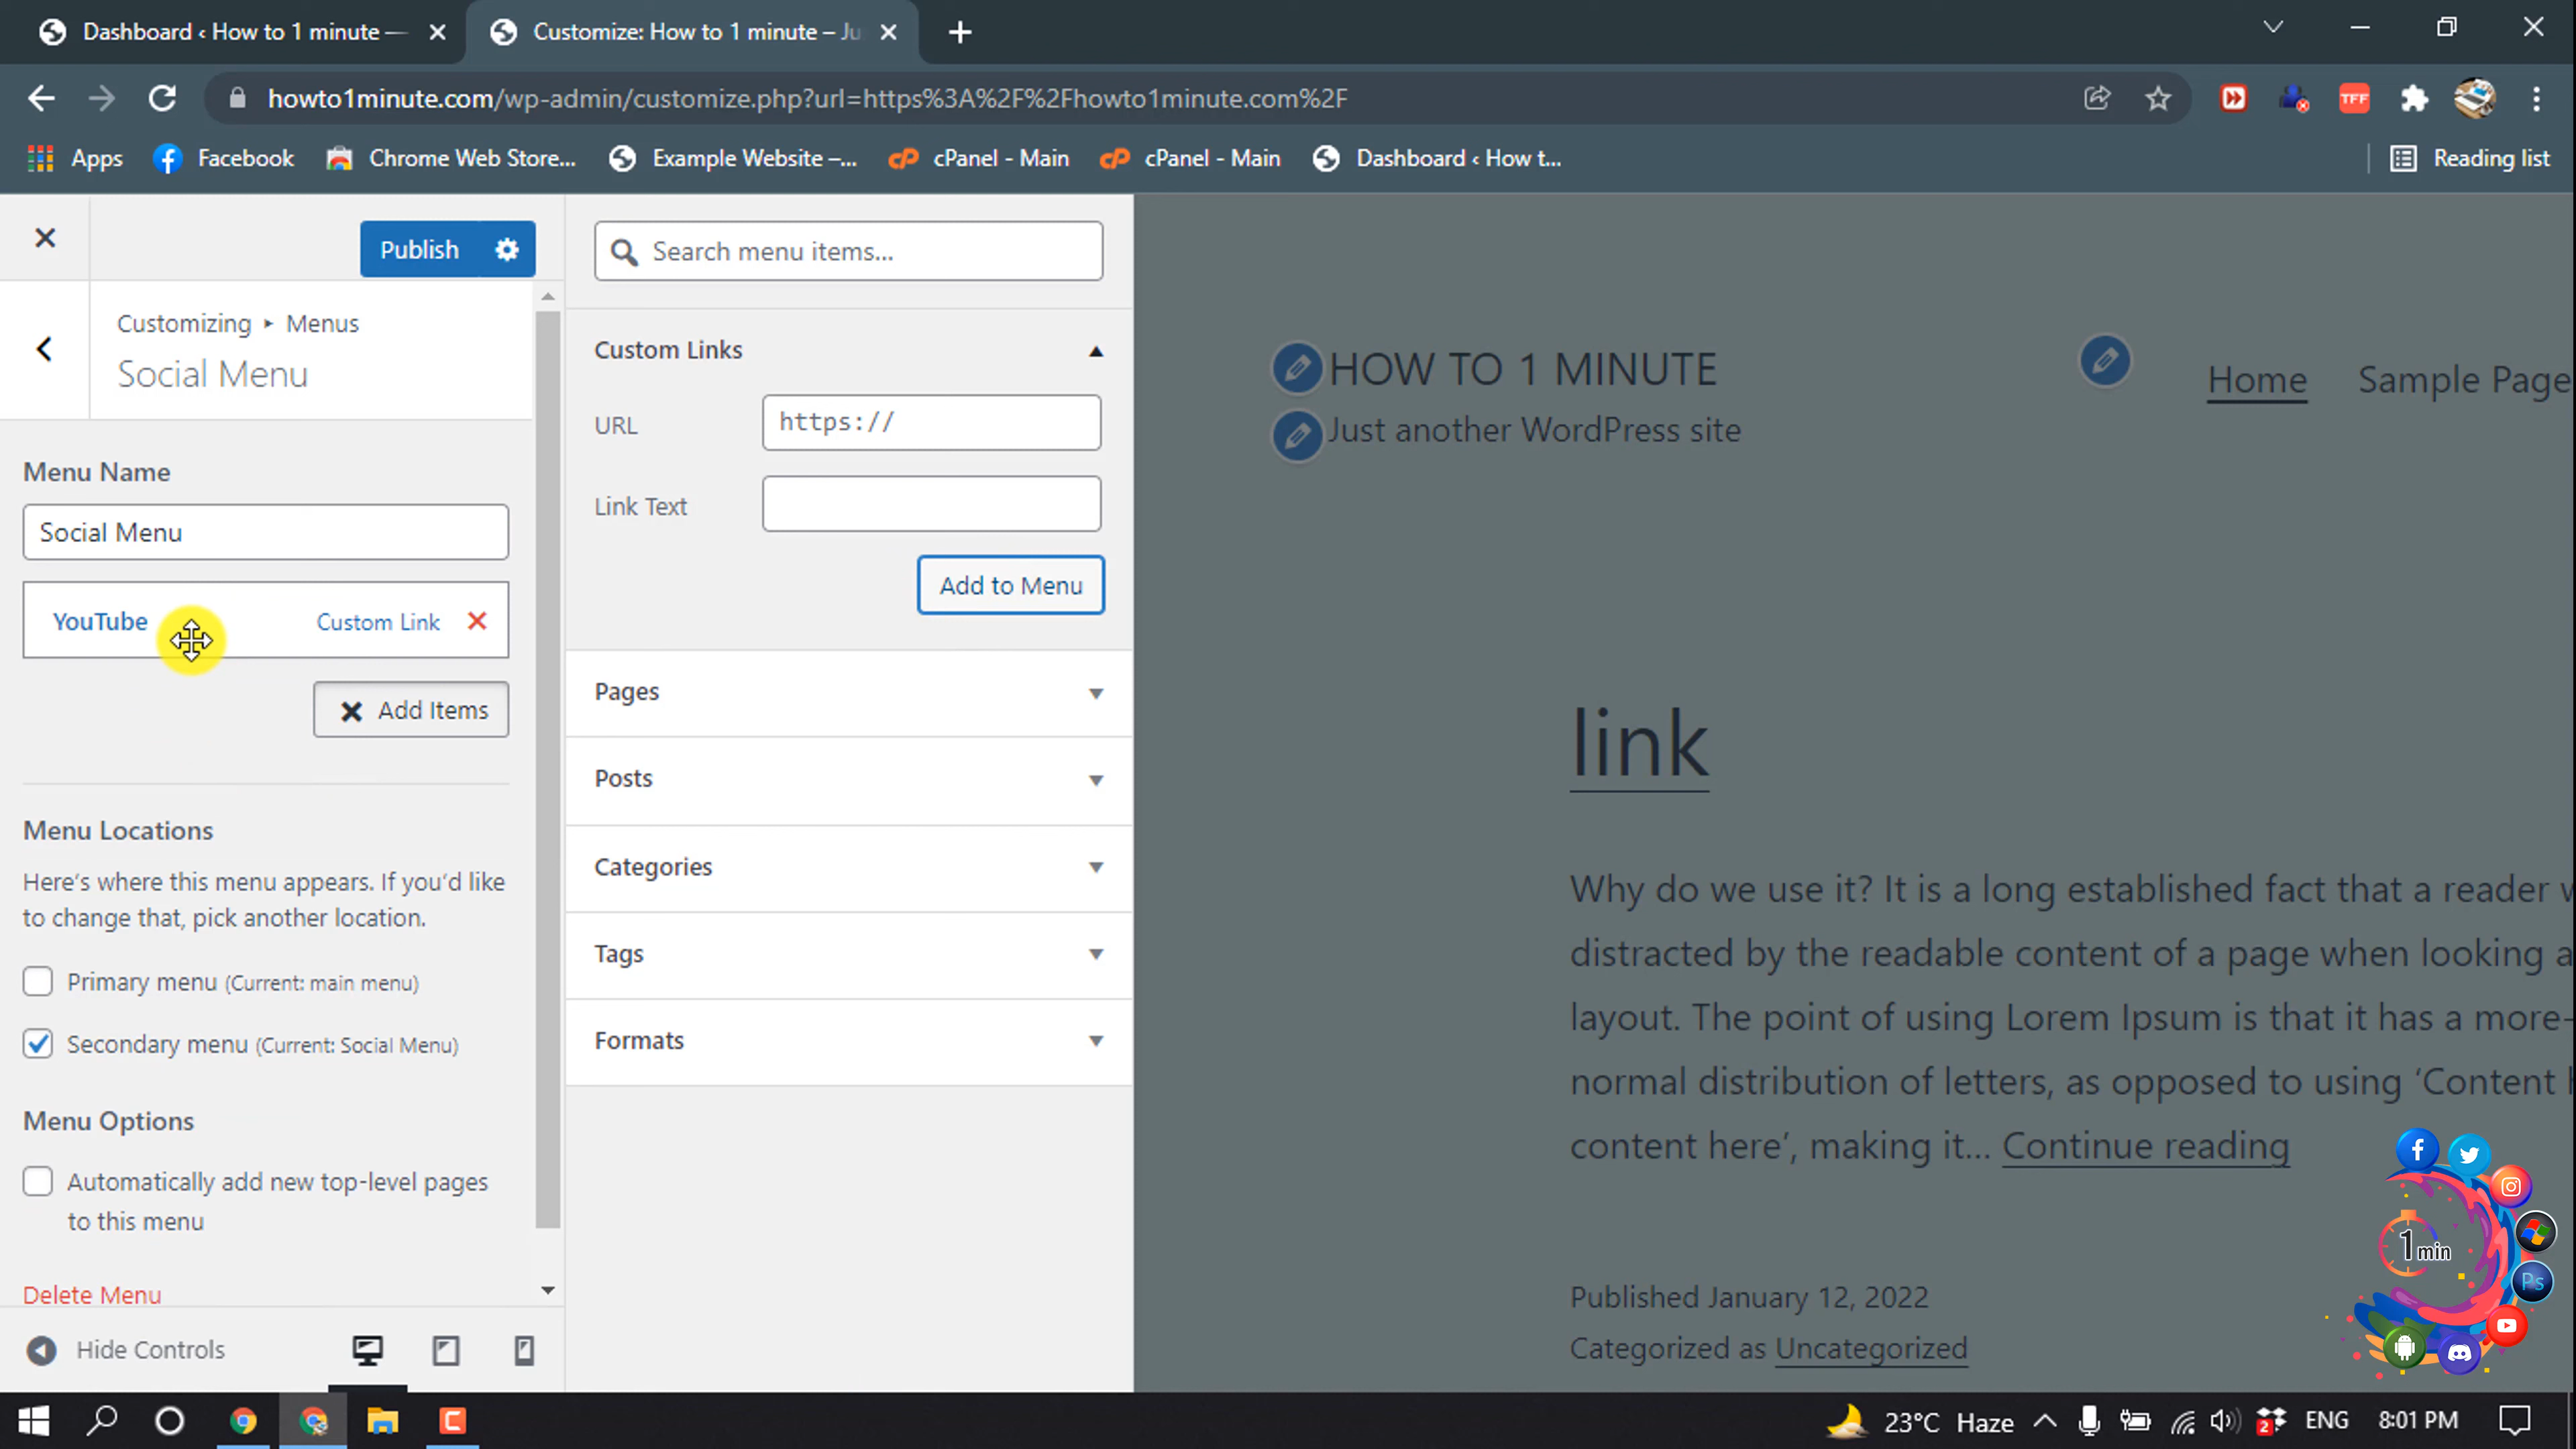 Dashboard ‹ How to 1 minute —
Customize: How to 1 minute – Ju
howto1minute.com/wp-admin/customize.php?url=https%3A%2F%2Fhowto1minute.com%2F
TFF
Apps
Facebook
Chrome Web Store...
Example Website –...
cPanel - Main
cPanel - Main
Dashboard ‹ How t...
Reading list
Publish
Customizing ▸ Menus
Social Menu
Menu Name
Social Menu
YouTube
Custom Link
Add Items
Menu Locations
Here's where this menu appears. If you'd like
to change that, pick another location.
Primary menu (Current: main menu)
Secondary menu (Current: Social Menu)
Menu Options
Automatically add new top-level pages
to this menu
Delete Menu
Hide Controls
Search menu items...
Custom Links
URL
https://
Link Text
Add to Menu
Pages
Posts
Categories
Tags
Formats
HOW TO 1 MINUTE
Just another WordPress site
Home
Sample Page
link
Why do we use it? It is a long established fact that a reader w
distracted by the readable content of a page when looking a
layout. The point of using Lorem Ipsum is that it has a more-
normal distribution of letters, as opposed to using ‘Content h
content here’, making it... Continue reading
Published January 12, 2022
Categorized as Uncategorized
1 min
Ps
23°C Haze
2
ENG
8:01 PM